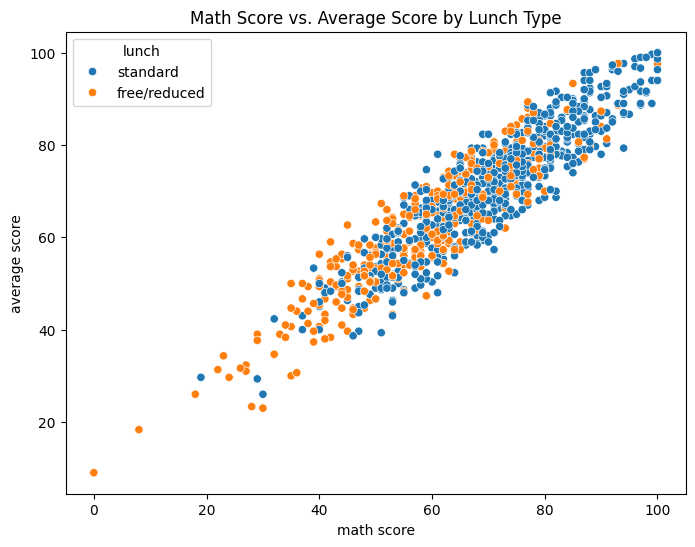 Math Score vs. Average Score by Lunch Type
lunch
standard
free/reduced
average score
100
80
60
40
20
0
20
40
60
80
100
math score